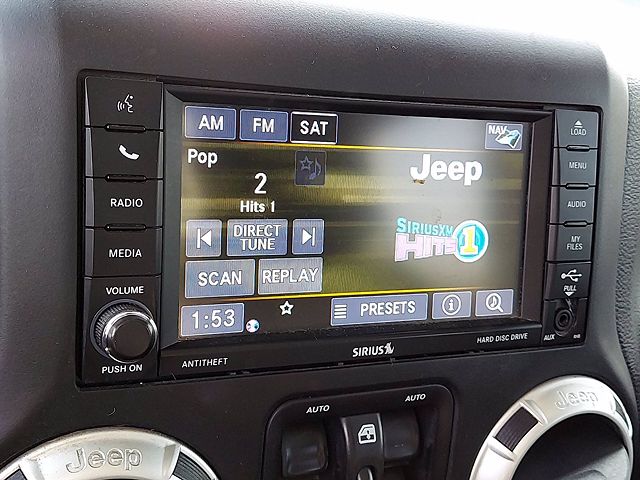 AM FM SAT NAV
LOAD
Pop
Jeep
MENU
2
RADIO
Hits 1
AUDIO
SIRIUSXM
HITS 1
DIRECT
TUNE
MY
FILES
MEDIA
SCAN REPLAY
PULL
VOLUME
1:53 PRESETS
AUX
PUSH ON
ANTITHEFT
SIRIUS
HARD DISC DRIVE
AUTO AUTO
Jeep
Jeep